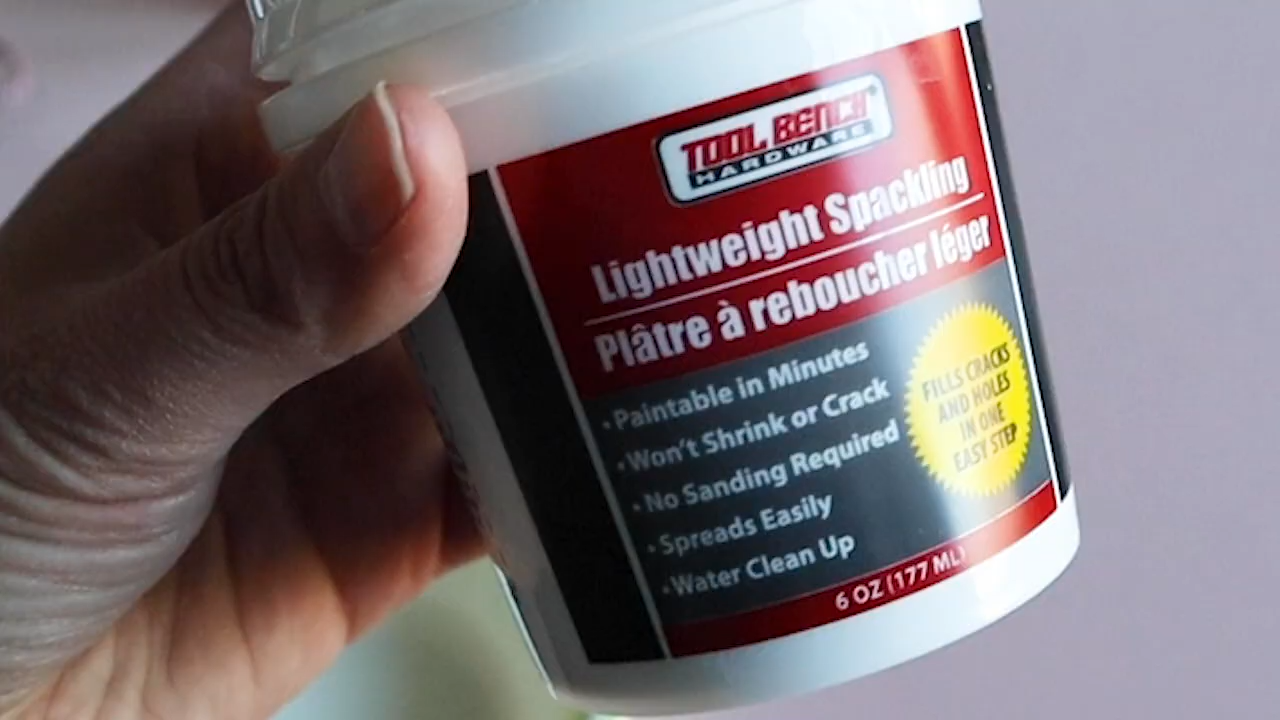 TOOL BENCH
HARDWARE
Lightweight Spackling
Plâtre à reboucher léger
• Paintable in Minutes
• Won't Shrink or Crack
• No Sanding Required
• Spreads Easily
• Water Clean Up
FILLS CRACKS
AND HOLES
IN ONE
EASY STEP
6 OZ (177 ML)